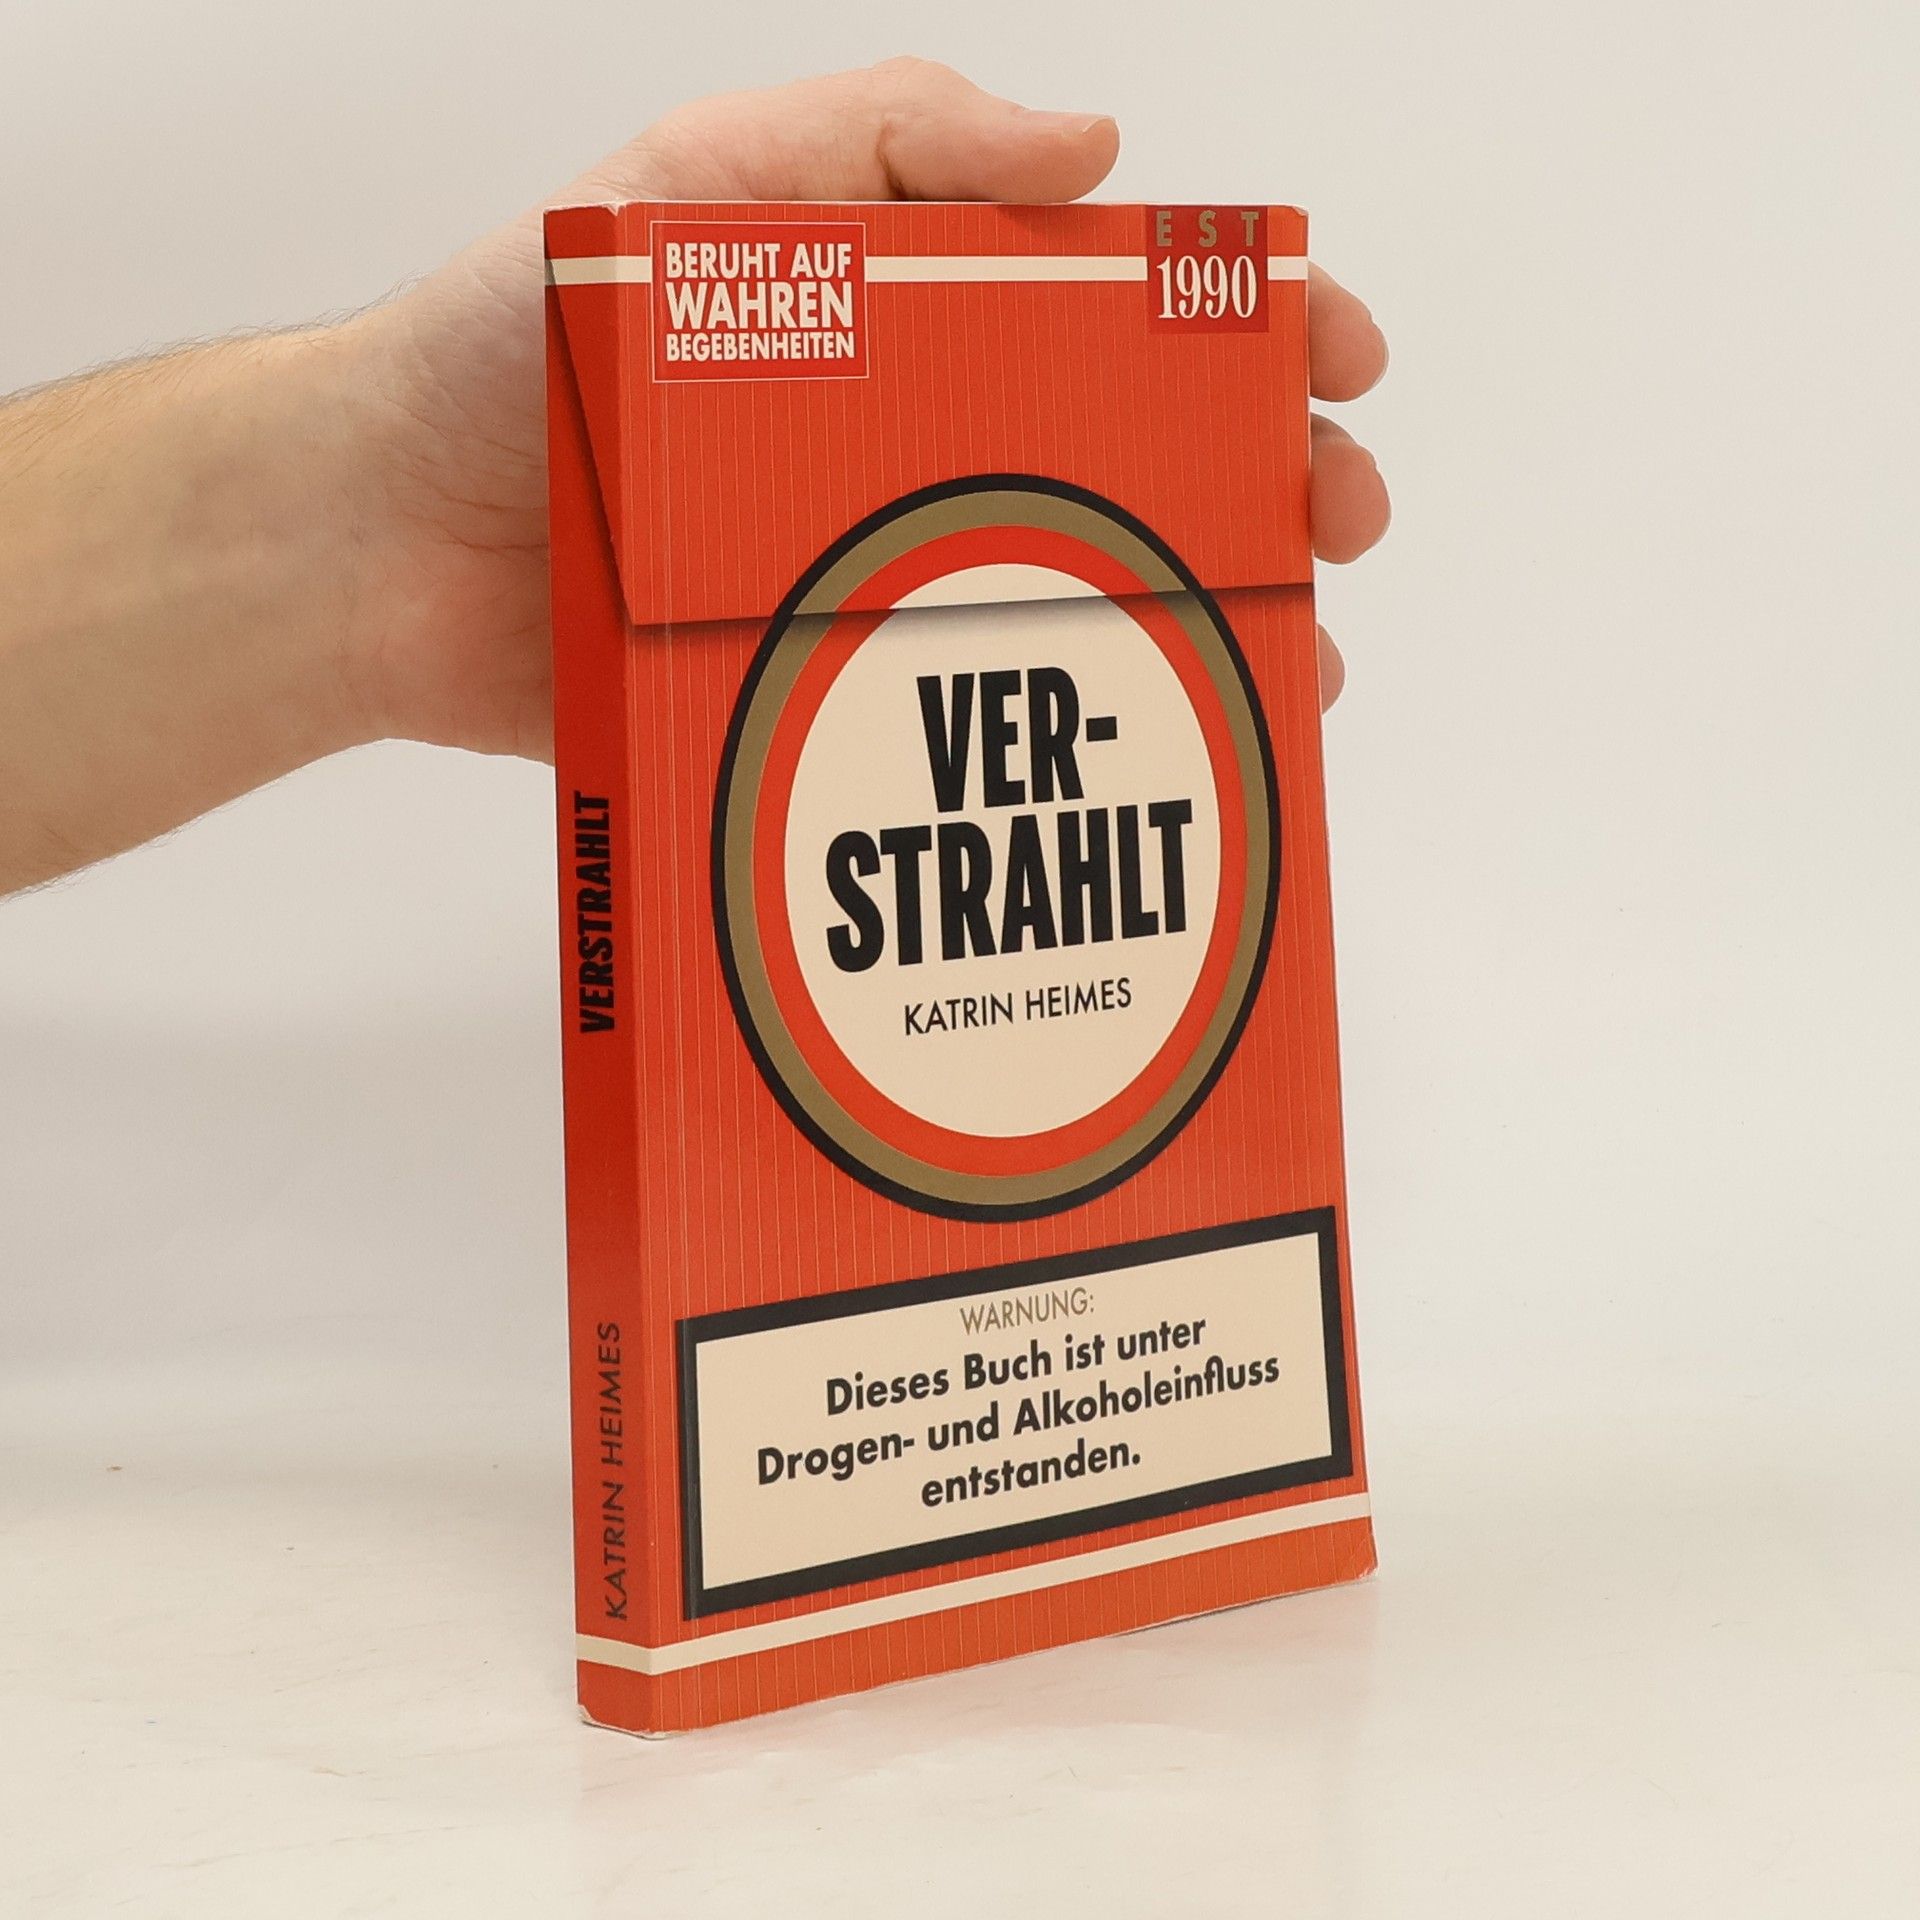 BERUHT AUF
WAHREN
BEGEBENHEITEN
EST
1990
VER-
STRAHLT
KATRIN HEIMES
WARNUNG:
Dieses Buch ist unter
Drogen- und Alkoholeinfluss
entstanden.
VERSTRAHLT
KATRIN HEIMES